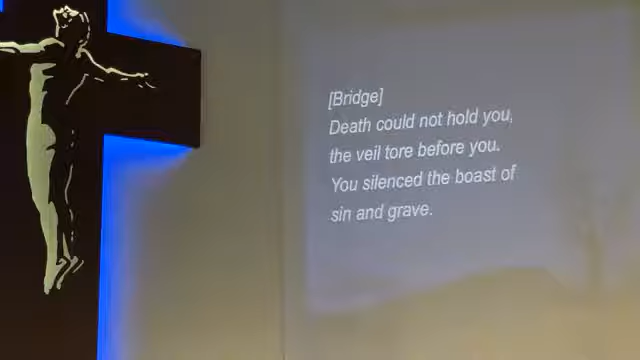 [Bridge]
Death could not hold you,
the veil tore before you.
You silenced the boast of
sin and grave.